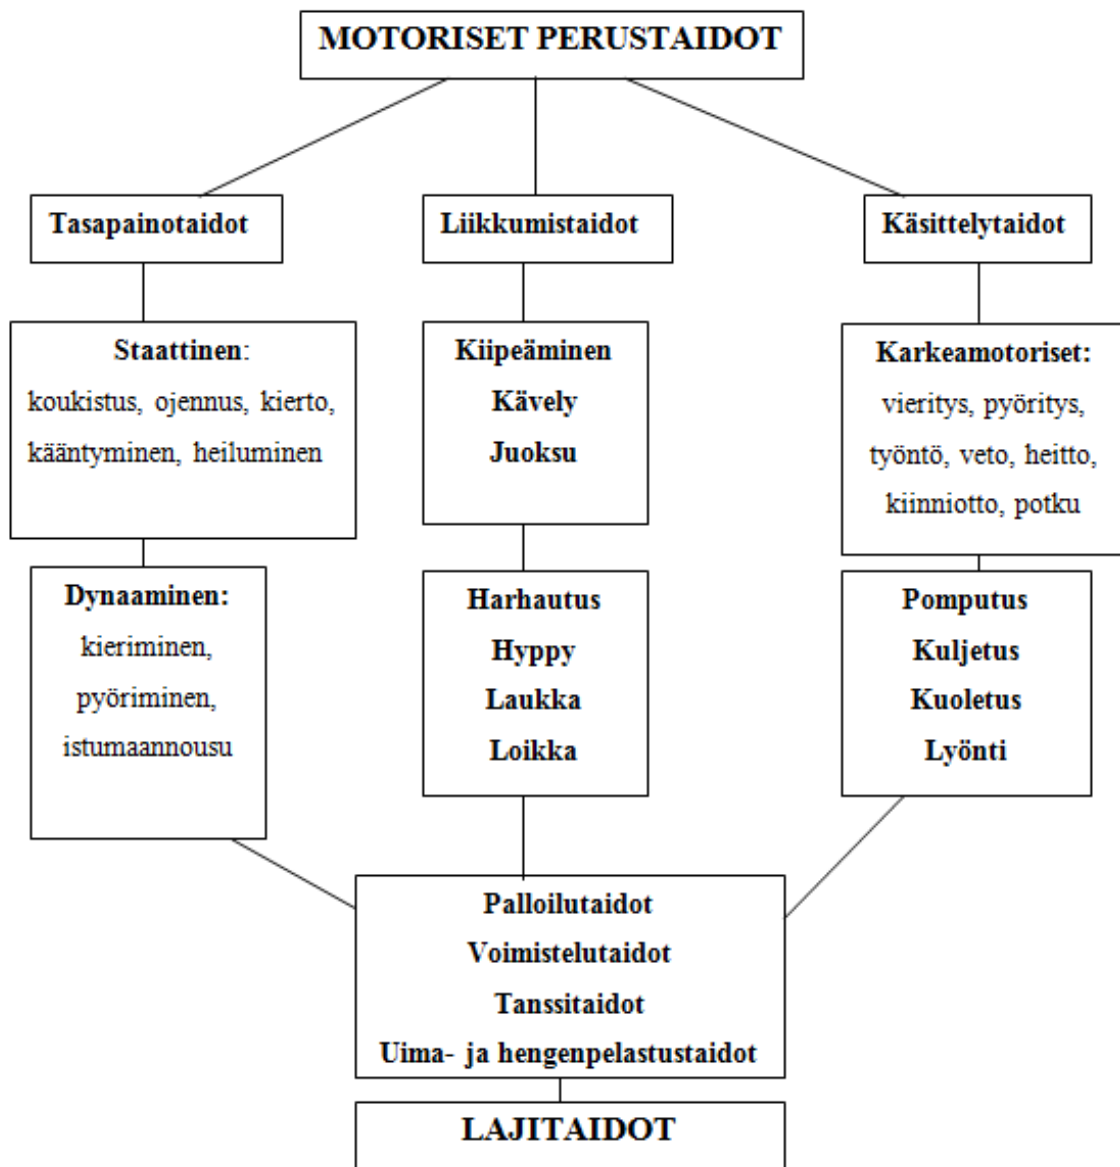 MOTORISET PERUSTAIDOT
Tasapainotaidot
Liikkumistaidot
Käsittelytaidot
Staattinen:
koukistus, ojennus, kierto,
kääntyminen, heiluminen
Kiipeäminen
Kävely
Juoksu
Karkeamotoriset:
vieritys, pyöritys,
työntö, veto, heitto,
kiinniotto, potku
Dynaaminen:
kieriminen,
pyöriminen,
istumaannousu
Harhautus
Hyppy
Laukka
Loikka
Pomputus
Kuljetus
Kuoletus
Lyönti
Palloilutaidot
Voimistelutaidot
Tanssitaidot
Uima- ja hengenpelastustaidot
LAJITAIDOT